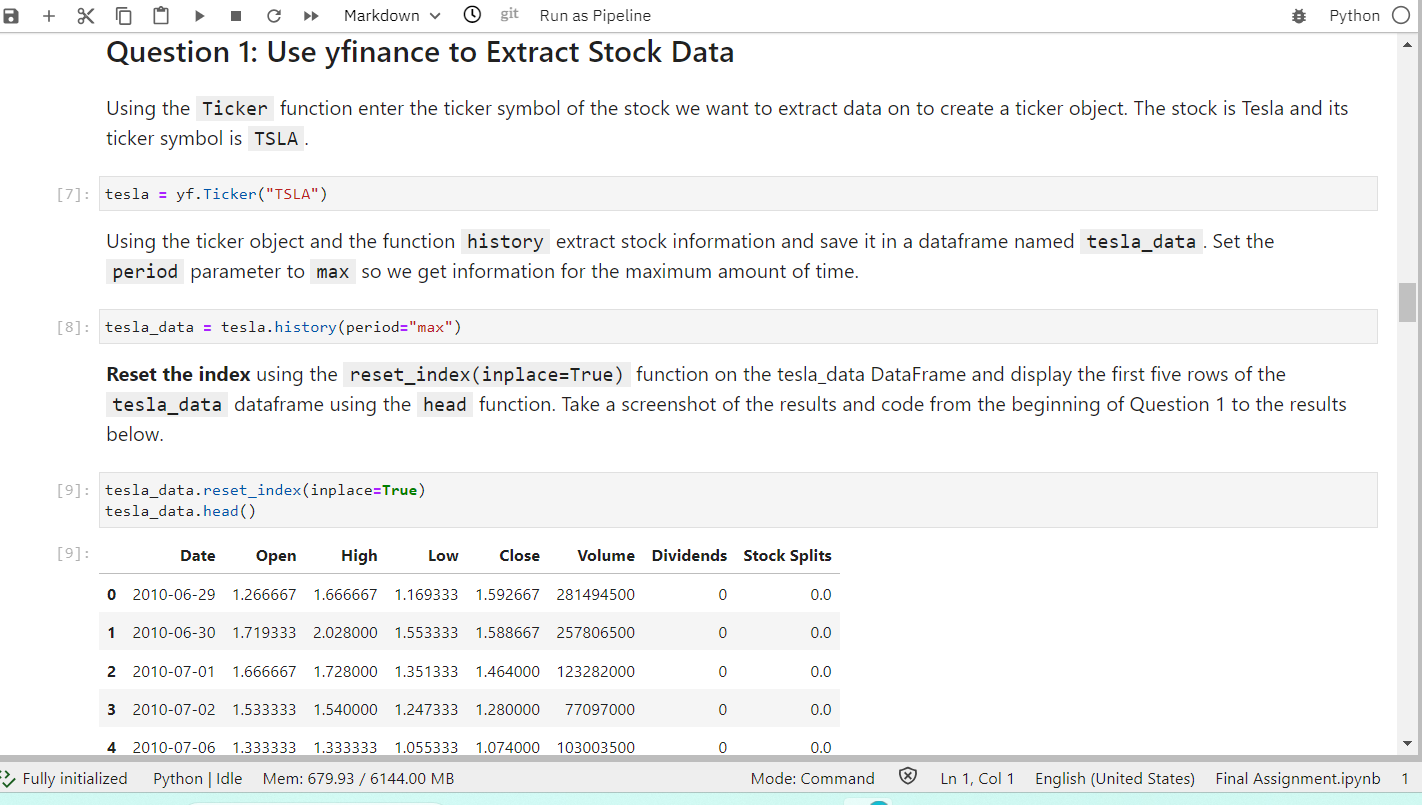 Markdown git Run as Pipeline Python
Question 1: Use yfinance to Extract Stock Data
Using the Ticker function enter the ticker symbol of the stock we want to extract data on to create a ticker object. The stock is Tesla and its
ticker symbol is TSLA .
[7]: tesla = yf.Ticker("TSLA")
Using the ticker object and the function history extract stock information and save it in a dataframe named tesla_data . Set the
period parameter to max so we get information for the maximum amount of time.
[8]: tesla_data = tesla.history(period="max")
Reset the index using the reset_index(inplace=True) function on the tesla_data DataFrame and display the first five rows of the
tesla_data dataframe using the head function. Take a screenshot of the results and code from the beginning of Question 1 to the results
below.
[9]: tesla_data.reset_index(inplace=True)
tesla_data.head()
[9]: Date Open High Low Close Volume Dividends Stock Splits
0 2010-06-29 1.266667 1.666667 1.169333 1.592667 281494500 0 0.0
1 2010-06-30 1.719333 2.028000 1.553333 1.588667 257806500 0 0.0
2 2010-07-01 1.666667 1.728000 1.351333 1.464000 123282000 0 0.0
3 2010-07-02 1.533333 1.540000 1.247333 1.280000 77097000 0 0.0
4 2010-07-06 1.333333 1.333333 1.055333 1.074000 103003500 0 0.0
Fully initialized Python | Idle Mem: 679.93 / 6144.00 MB Mode: Command Ln 1, Col 1 English (United States) Final Assignment.ipynb 1